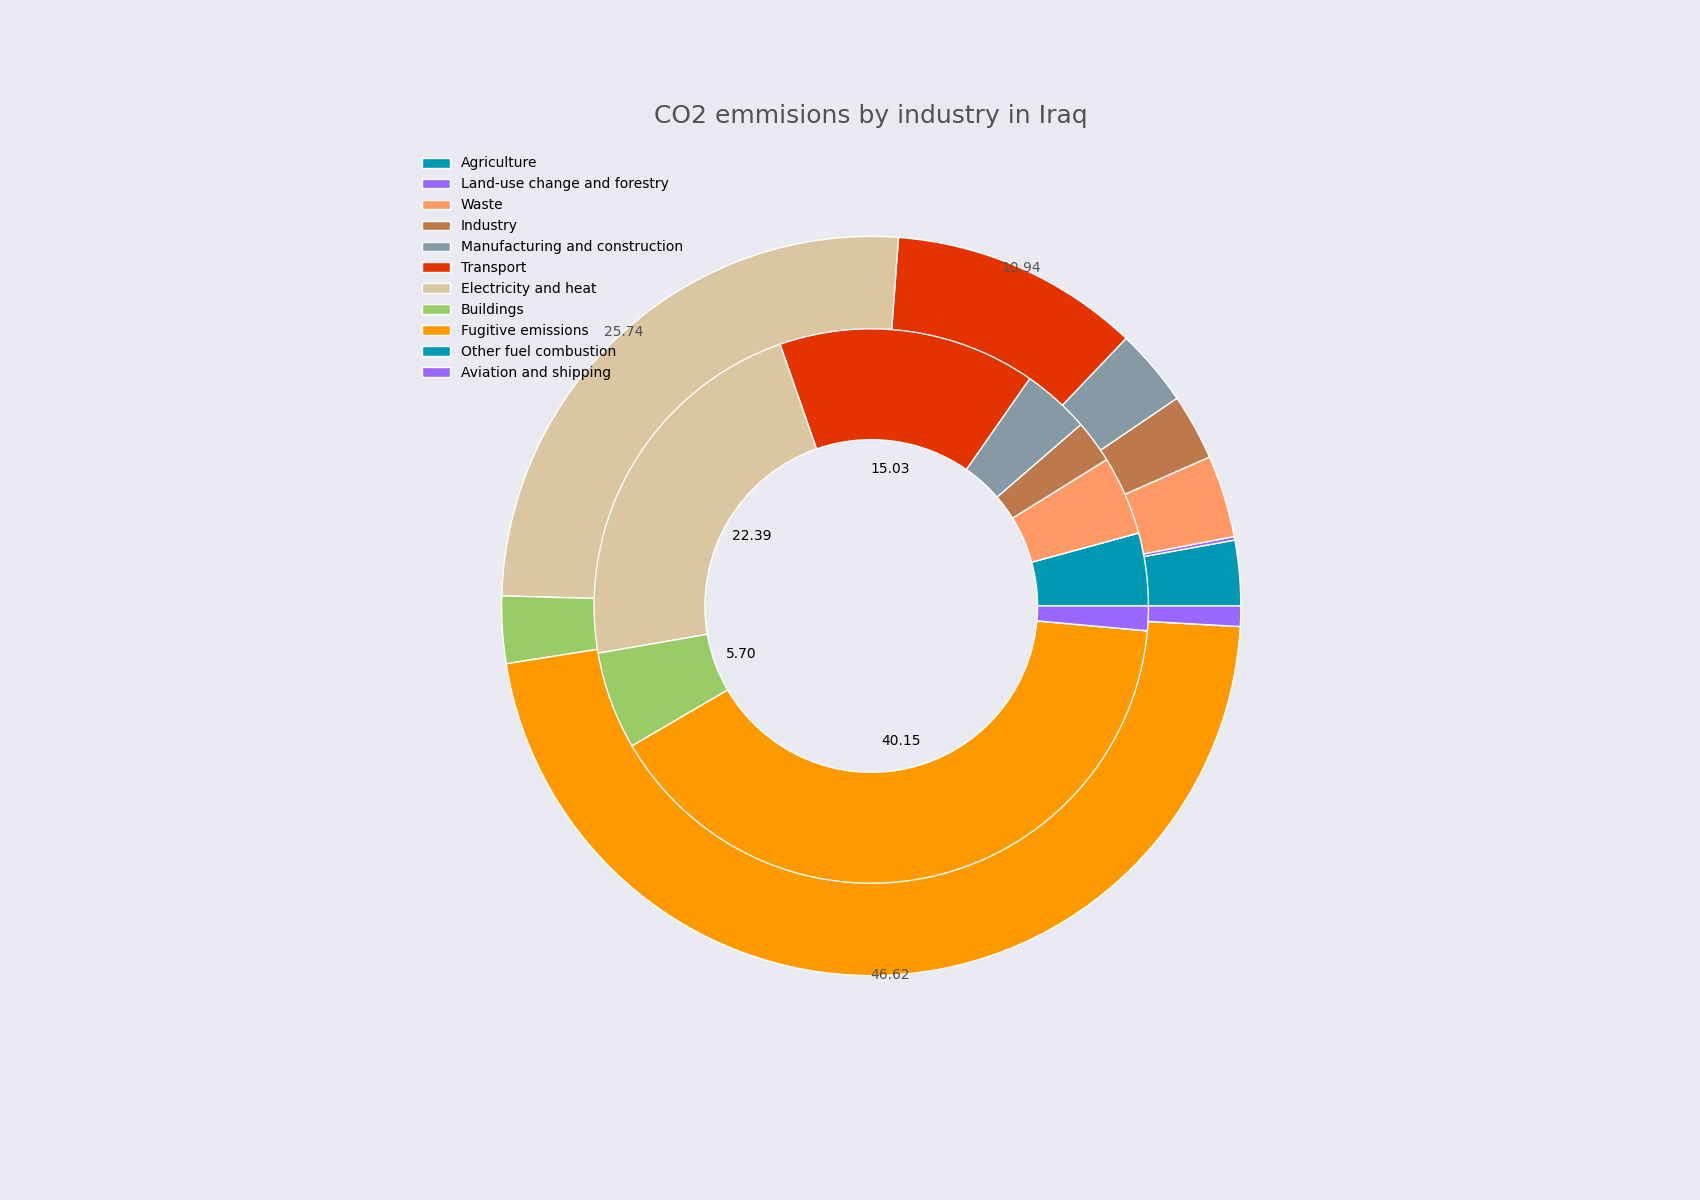 CO2 emmisions by industry in Iraq
Agriculture
Land-use change and forestry
Waste
Industry
Manufacturing and construction
Transport
Electricity and heat
Buildings
Fugitive emissions
Other fuel combustion
Aviation and shipping
10.94
25.74
15.03
22.39
5.70
40.15
46.62